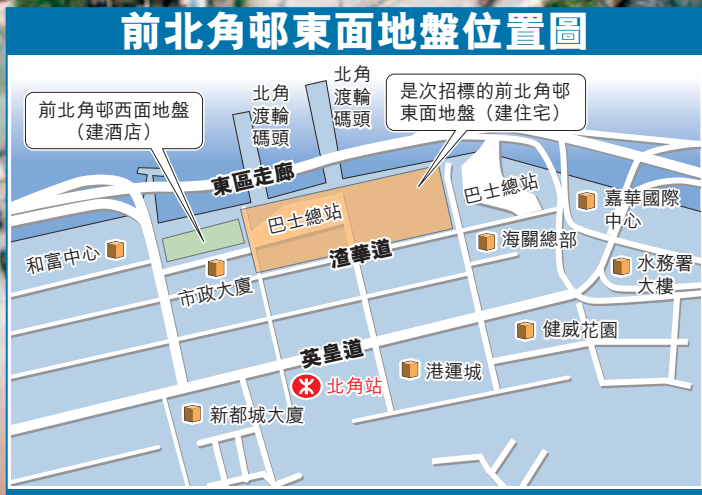 前北角邨東面地盤位置圖
前北角邨西面地盤
（建酒店）
北角
渡輪
碼頭
北角
渡輪
碼頭
是次招標的前北角邨
東面地盤（建住宅）
東區走廊
巴士總站
巴士總站
嘉華國際
中心
海關總部
和富中心
渣華道
水務署
大樓
市政大廈
健威花園
英皇道
北角站
港運城
新都城大廈